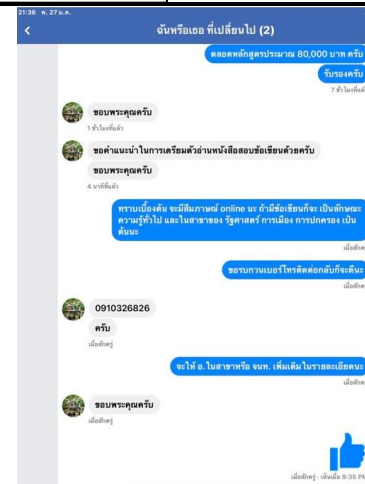 21:36 พ. 27 ม.ค.
ฉันหรือเธอ ที่เปลี่ยนไป (2)
ตลอดหลักสูตรประมาณ 80,000 บาท ครับ
รับรองครับ
7 ชั่วโมงที่แล้
ขอบพระคุณครับ
1 ชั่วโมงที่แล้ว
ขอคำแนะนำในการเตรียมตัวอ่านหนังสือสอบข้อเขียนด้วยครับ
ขอบพระคุณครับ
4 นาทีที่แล้ว
ทราบเบื้องต้น จะมีสัมภาษณ์ online นะ ถ้ามีข้อเขียนก็จะ เป็นลักษณะ
ความรู้ทั่วไป และในสาขาของ รัฐศาสตร์ การเมือง การปกครอง เป็น
ต้นนะ
เมื่อสักค
ขอรบกวนเบอร์โทรติดต่อกลับก็จะดีนะ
เมื่อสักค
0910326826
ครับ
เมื่อสักครู่
จะให้ อ.ในสาขาหรือ จนท. เพิ่มเติมในรายละเอียดนะ
เมื่อสักค
ขอบพระคุณครับ
เมื่อสักครู่
เมื่อสักครู่ · เห็นเมื่อ 9:35 PM